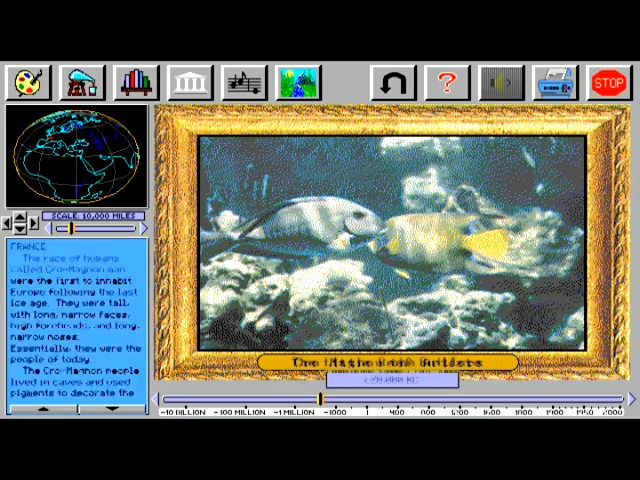 STOP
SCALE: 10,000 MILES
FRANCE
The race of humans
called Cro-Magnon man
were the first to inhabit
Europe following the last
ice age. They were tall,
with long, narrow faces,
high foreheads, and long,
narrow noses.
Essentially, they were the
people of today.
The Cro-Magnon people
lived in caves and used
pigments to decorate the
-10 BILLION -100 MILLION -1 MILLION -1000 1 400 1500 1600 1700 1800 1900 1950 2000